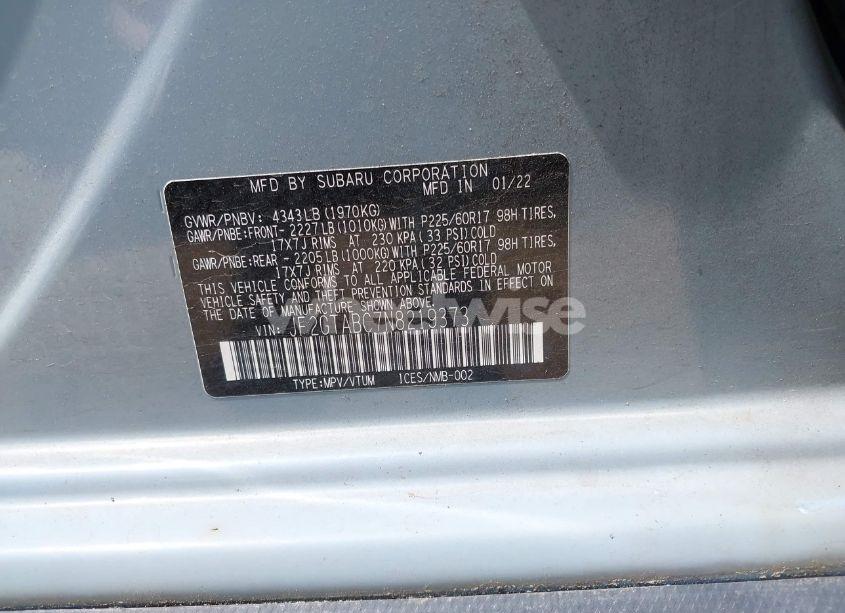 MFD BY SUBARU CORPORATION
MFD IN 01/22
GVWR/PNBV: 4343LB(1970KG)
GAWR/PNBE:FRONT- 2227LB(1010KG)WITH P225/60R17 98H TIRES,
17X7J RIMS AT 230 KPA(33 PSI)COLD
GAWR/PNBE:REAR - 2205LB(1000KG)WITH P225/60R17 98H TIRES,
17X7J RIMS AT 220 KPA(32 PSI)COLD
THIS VEHICLE CONFORMS TO ALL APPLICABLE FEDERAL MOTOR
VEHICLE SAFETY AND THEFT PREVENTION STANDARDS IN EFFECT ON
THE DATE OF MANUFACTURE SHOWN ABOVE.
VIN:
wheelwise
TYPE:MPV/VTUM 1CES/NMB-002